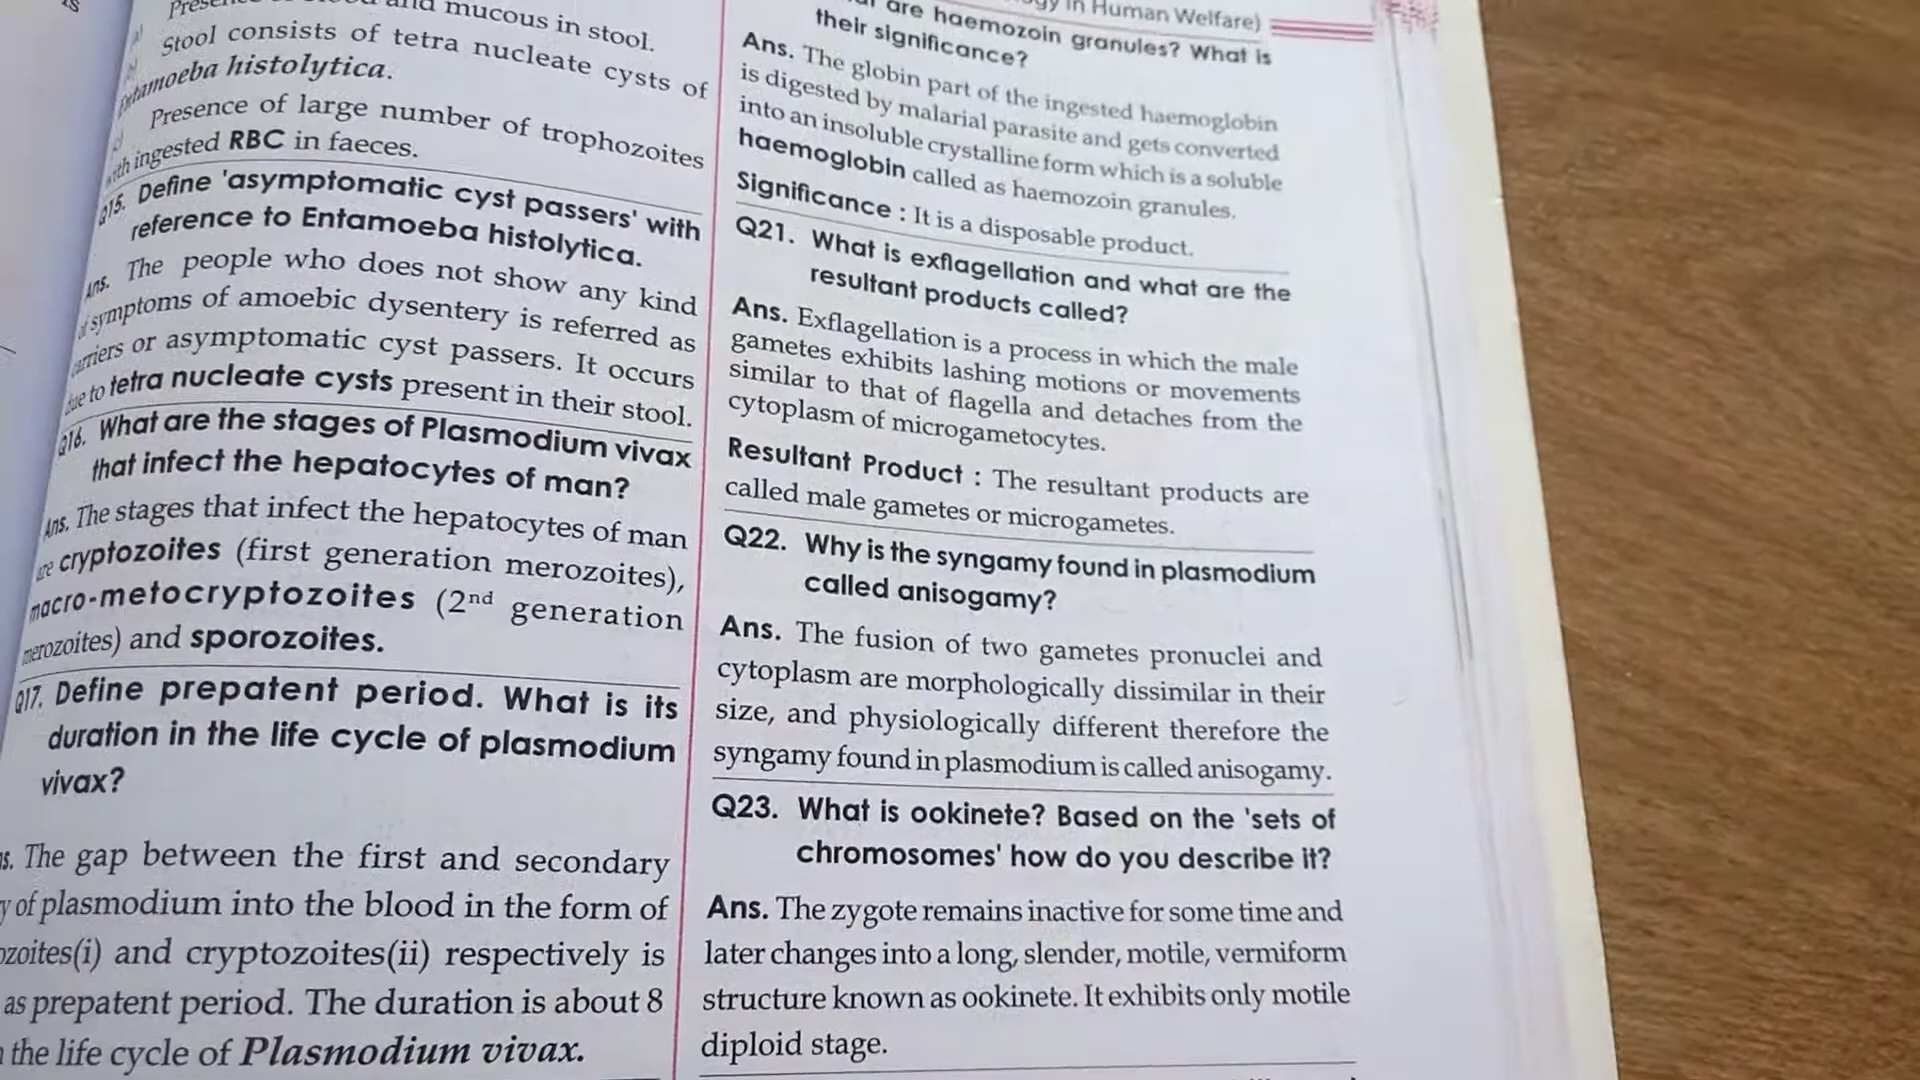 and mucous in stool.
Stool consists of tetra nucleate cysts of
Entamoeba histolytica.
Presence of large number of trophozoites
with ingested RBC in faeces.
Q15. Define 'asymptomatic cyst passers' with
reference to Entamoeba histolytica.
Ans. The people who does not show any kind
of symptoms of amoebic dysentery is referred as
carriers or asymptomatic cyst passers. It occurs
due to tetra nucleate cysts present in their stool.
Q16. What are the stages of Plasmodium vivax
that infect the hepatocytes of man?
Ans. The stages that infect the hepatocytes of man
are cryptozoites (first generation merozoites),
macro-metocryptozoites (2nd generation
merozoites) and sporozoites.
Q17. Define prepatent period. What is its
duration in the life cycle of plasmodium
vivax?
The gap between the first and secondary
of plasmodium into the blood in the form of
and cryptozoites(ii) respectively is
as prepatent period. The duration is about 8
the life cycle of Plasmodium vivax.
in Human Welfare)
are haemozoin granules? What is
their significance?
Ans. The globin part of the ingested haemoglobin
is digested by malarial parasite and gets converted
into an insoluble crystalline form which is a soluble
haemoglobin called as haemozoin granules.
Significance : It is a disposable product.
Q21. What is exflagellation and what are the
resultant products called?
Ans. Exflagellation is a process in which the male
gametes exhibits lashing motions or movements
similar to that of flagella and detaches from the
cytoplasm of microgametocytes.
Resultant Product : The resultant products are
called male gametes or microgametes.
Q22. Why is the syngamy found in plasmodium
called anisogamy?
Ans. The fusion of two gametes pronuclei and
cytoplasm are morphologically dissimilar in their
size, and physiologically different therefore the
syngamy found in plasmodium is called anisogamy.
Q23. What is ookinete? Based on the 'sets of
chromosomes' how do you describe it?
Ans. The zygote remains inactive for some time and
later changes into a long, slender, motile, vermiform
structure known as ookinete. It exhibits only motile
diploid stage.